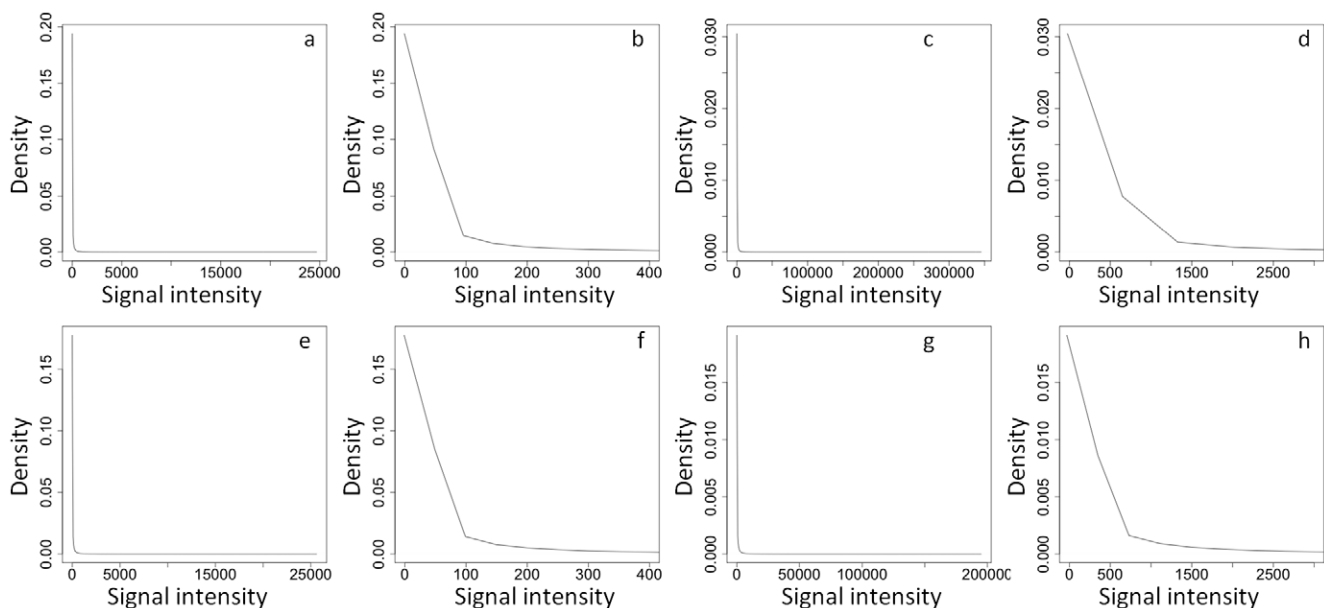 a
Density
0.20
0.15
0.10
0.05
0.00
0 5000 15000 25000
Signal intensity
b
Density
0.20
0.15
0.10
0.05
0.00
0 100 200 300 400
Signal intensity
c
Density
0.030
0.020
0.010
0.000
0 100000 200000 300000
Signal intensity
d
Density
0.030
0.020
0.010
0.000
0 500 1500 2500
Signal intensity
e
Density
0.15
0.10
0.05
0.00
0 5000 15000 25000
Signal intensity
f
Density
0.15
0.10
0.05
0.00
0 100 200 300 400
Signal intensity
g
Density
0.015
0.010
0.005
0.000
0 50000 100000 200000
Signal intensity
h
Density
0.015
0.010
0.005
0.000
0 500 1500 2500
Signal intensity